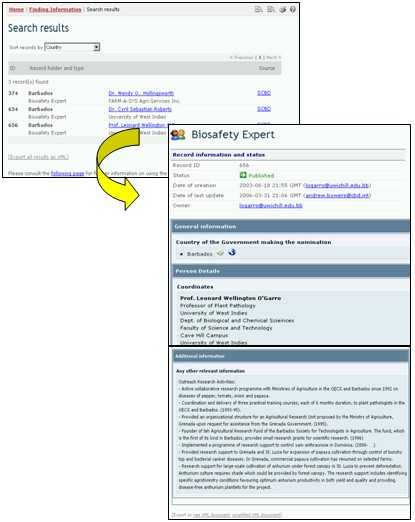 Home | Finding Information | Search results
Search results
Sort records by Country
< Previous | 1 | Next >
ID Record holder and type Source
3 record(s) found
374 Barbados Dr. Wendy O. Hollingsworth SCBD
Biosafety Expert FARM-A-SYS Agri-Services Inc.
654 Barbados Dr. Cyril Sebastian Roberts SCBD
Biosafety Expert University of West Indies
656 Barbados Prof. Leonard Wellington SCBD
Biosafety Expert University of West
[Export all results as XML]
Please consult the following page for further information on using the
Biosafety Expert
Record information and status
Record ID 656
Status Published
Date of creation 2003-06-18 21:55 GMT (logarro@uwichill.edu.bb)
Date of last update 2006-03-31 21:06 GMT (andrew.bowers@cbd.int)
Owner logarro@uwichill.edu.bb
General information
Country of the Government making the nomination
• Barbados
Person Details
Coordinates
Prof. Leonard Wellington O'Garro
Professor of Plant Pathology
University of West Indies
Dept. of Biological and Chemical Scieinces
Faculty of Science and Technology
Cave Hill Campus
University of West Indies
Additional Information
Any other relevant information
Outreach Research Activities:
- Active collaborative research programme with Ministries of Agriculture in the OECS and Barbados since 1992 on
diseases of pepper, tomato, onion and papaya.
- Coordination and delivery of three practical training courses, each of 6 months duration, to plant pathologists in the
OECS and Barbados. (1993-95).
- Provided an organizational structure for an Agricultural Research Unit proposed by the Ministry of Agriculture,
Grenada upon request for assistance from the Grenada Government. (1995).
- Founder of teh Agricultural Research Fund of the Barbados Society for Technologists in Agriculture. The fund, which
is the first of its kind in Barbados, provides small research grants for scientific research. (1996)
- Implemented a programme of research support to control yam anthracnose in Dominica. (2000- ).
- Provided research support to Grenada and St. Lucia for expansion of papaya cultivation through control of bunchy
top and bacterial canker diseases. In Grenada, commercial papaya cultivation has resumed on selected farms.
- Research support for large-scale cultivation of anhurium under forest canopy in St. Lucia to prevent deforestation.
Anthurium culture requires shade which could be provided by forest canopy. The research support includes identifying
specific agroforestry conditions favouring optimum anhurium productivity in both yield and quality and providing
disease-free anhurium plantlets for the project.
[Export as raw XML document, simplified XML document]